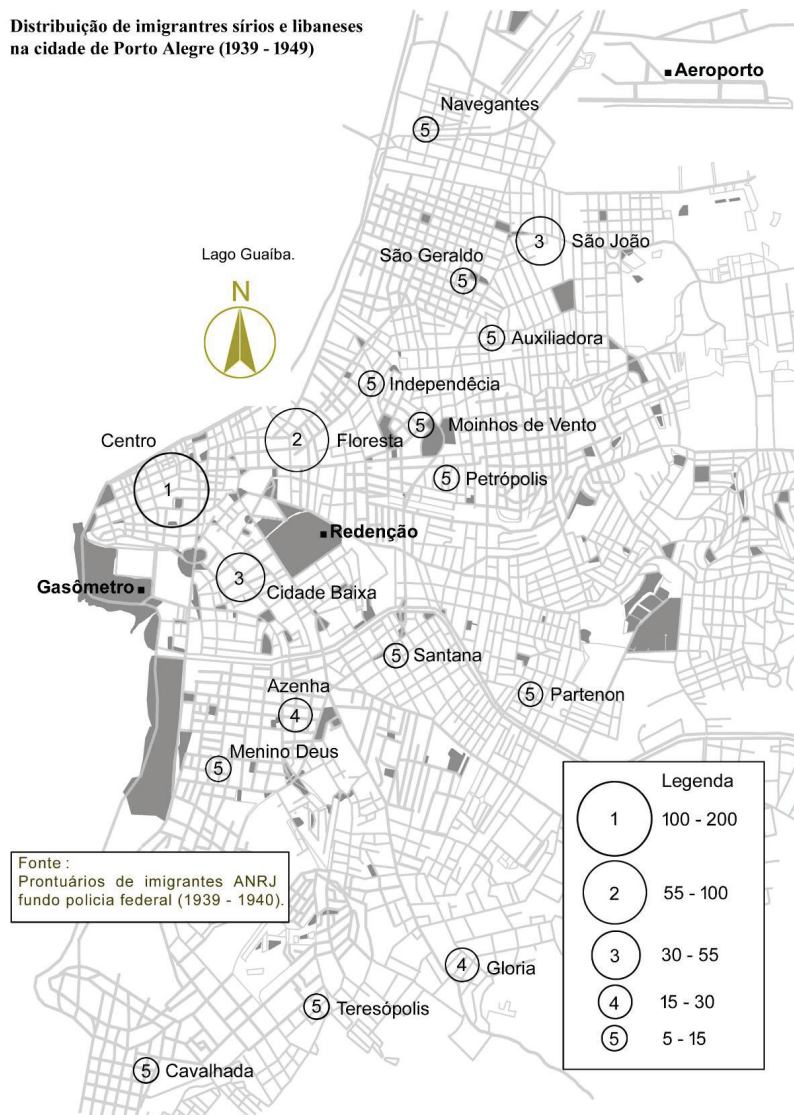 Distribuição de imigrantres sírios e libaneses
na cidade de Porto Alegre (1939 - 1949)
Aeroporto
Navegantes
5
3
São João
São Geraldo
5
Lago Guaíba.
N
5
Auxiliadora
5
Independêcia
5
Moinhos de Vento
Centro
2
Floresta
5
Petrópolis
1
Redenção
3
Cidade Baixa
Gasômetro
5
Santana
5
Partenon
Azenha
4
Menino Deus
5
Legenda
1 100 - 200
2 55 - 100
3 30 - 55
4 15 - 30
5 5 - 15
Fonte :
Prontuários de imigrantes ANRJ
fundo policia federal (1939 - 1940).
4
Gloria
5
Teresópolis
5
Cavalhada